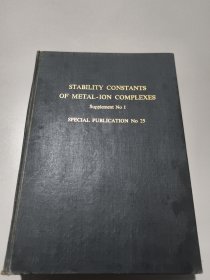 STABILITY CONSTANTS
OF METAL-ION COMPLEXES
Supplement No 1
SPECIAL PUBLICATION No 25